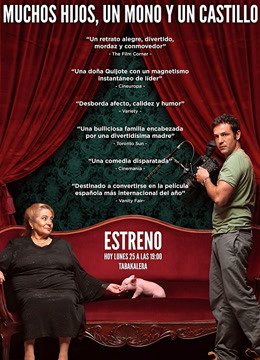 MUCHOS HIJOS, UN MONO Y UN CASTILLO
"Un retrato alegre, divertido,
mordaz y conmovedor"
- The Film Corner -
"Una doña Quijote con un magnetismo
instantáneo de líder"
- Cineuropa -
"Desborda afecto, calidez y humor"
- Variety -
"Una bulliciosa familia encabezada
por una divertidísima madre"
- Toronto Sun -
"Una comedia disparatada"
- Cinemanía -
"Destinado a convertirse en la película
española más internacional del año"
- Vanity Fair -
ESTRENO
HOY LUNES 25 A LAS 19:00
TABAKALERA